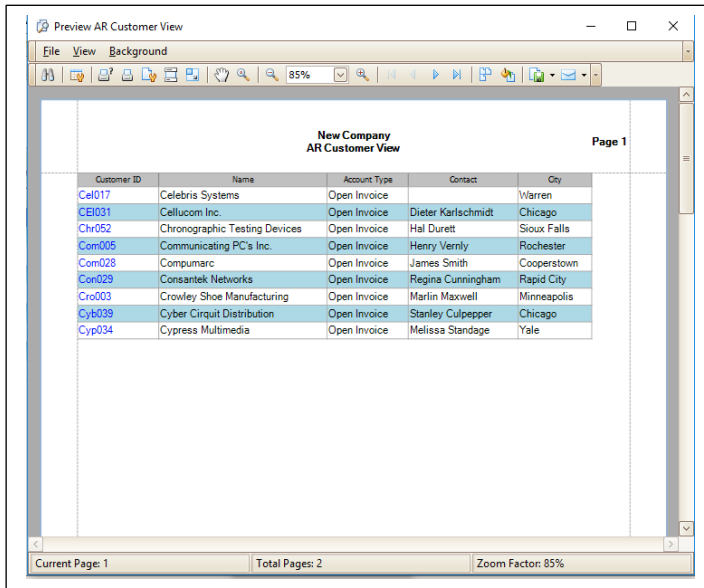 Preview AR Customer View
File View Background
85%
New Company
AR Customer View
Page 1
Customer ID Name Account Type Contact City
Cel017 Celebris Systems Open Invoice Warren
CEl031 Cellucom Inc. Open Invoice Dieter Karlschmidt Chicago
Chr052 Chronographic Testing Devices Open Invoice Hal Durett Sioux Falls
Com005 Communicating PC's Inc. Open Invoice Henry Vernly Rochester
Com028 Compumarc Open Invoice James Smith Cooperstown
Con029 Consantek Networks Open Invoice Regina Cunningham Rapid City
Cro003 Crowley Shoe Manufacturing Open Invoice Marlin Maxwell Minneapolis
Cyb039 Cyber Cirquit Distribution Open Invoice Stanley Culpepper Chicago
Cyp034 Cypress Multimedia Open Invoice Melissa Standage Yale
Current Page: 1 Total Pages: 2 Zoom Factor: 85%